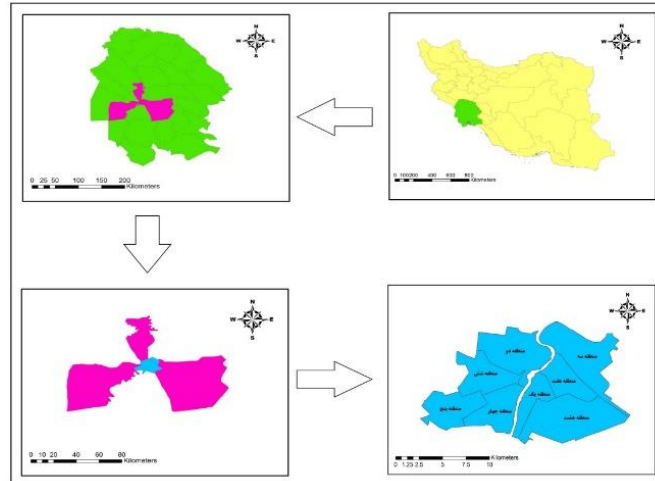 N
W E
S
0 25 50 100 150 200
Kilometers
N
W E
S
0 100200 400 600 800
Kilometers
N
W E
S
0 10 20 40 60 80
Kilometers
N
W E
S
منطقه دو
منطقه سه
منطقه شش
منطقه هفت
منطقه یک
منطقه پنج
منطقه چهار
منطقه هشت
0 1.25 2.5 5 7.5 10
Kilometers